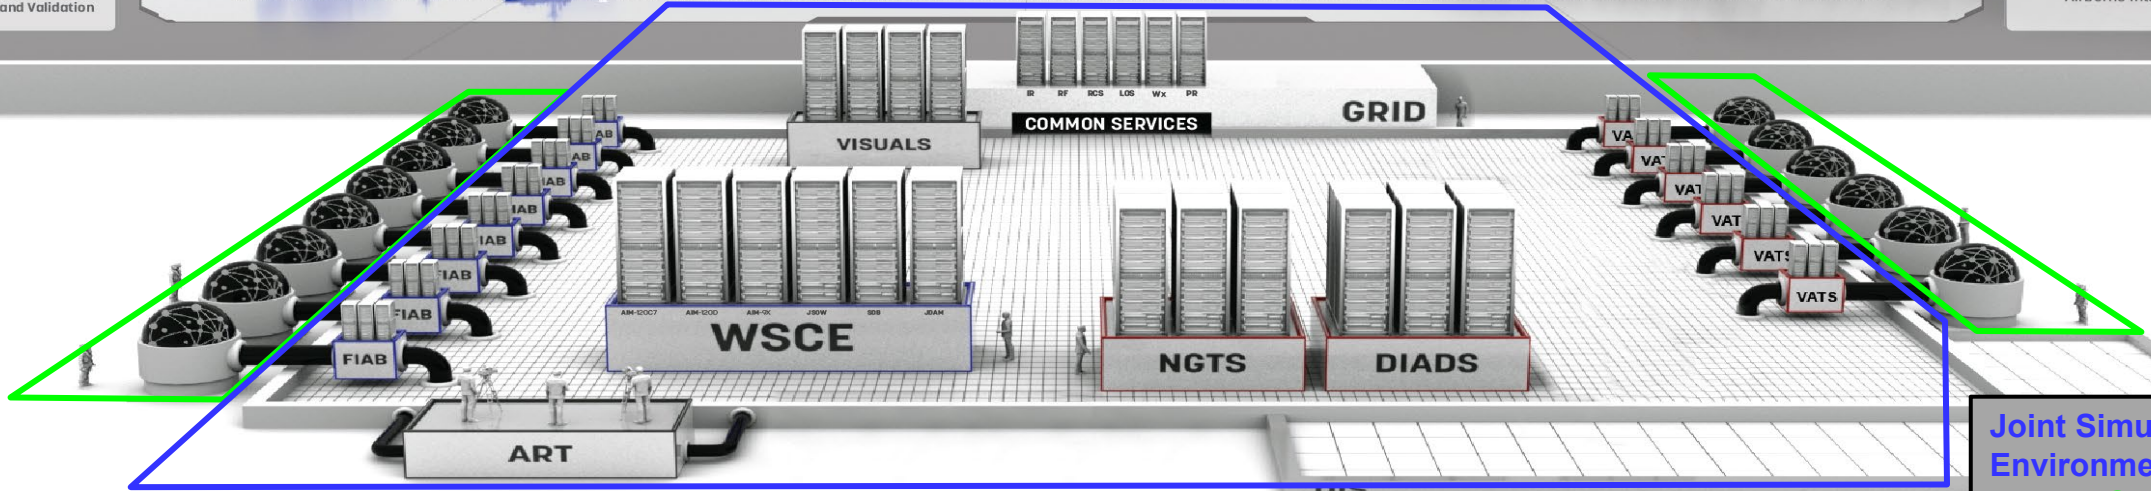 and Validation
IR RF RCS LOS Wx PR
COMMON SERVICES
GRID
VISUALS
AB
AB
IAB
IAB
IAB
FIAB
FIAB
FIAB
VA
VAT
VAT
VAT
VATS
VATS
AIM-120C7 AIM-120D AIM-9X JSOW SDB JDAM
WSCE
NGTS
DIADS
ART
Joint Simu
Environme